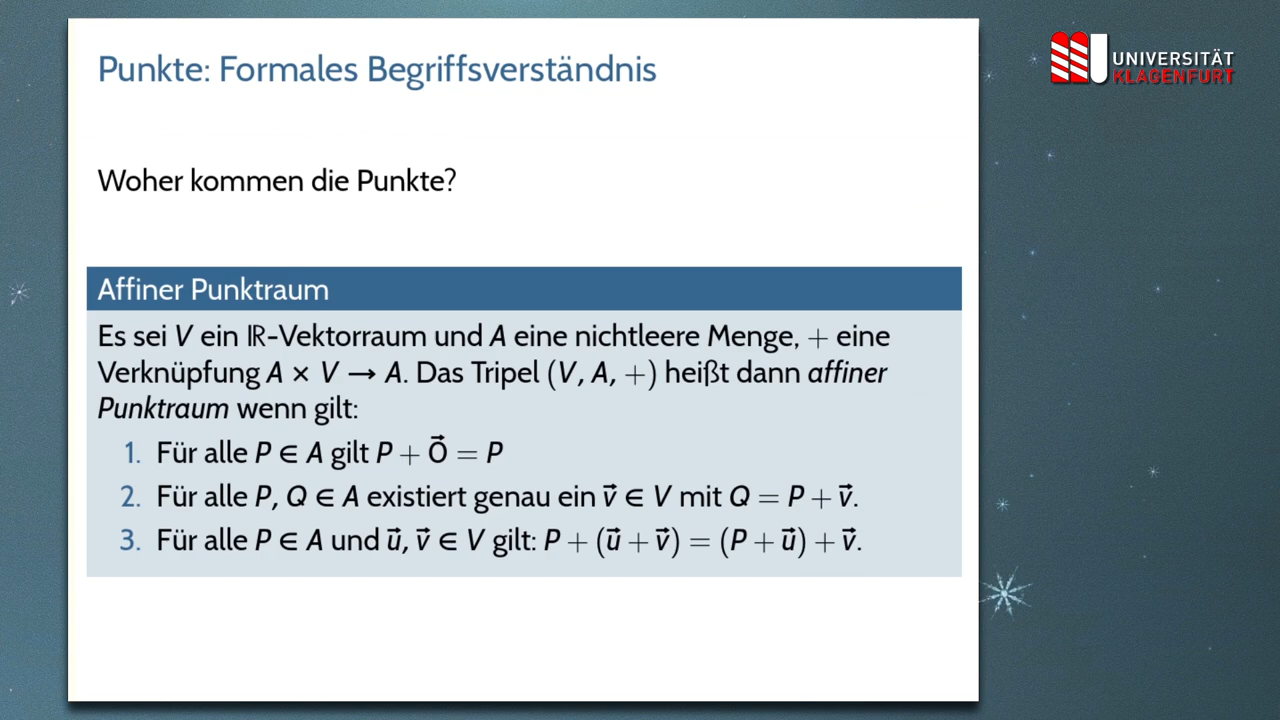 Punkte: Formales Begriffsverständnis
UNIVERSITÄT
KLAGENFURT
Woher kommen die Punkte?
Affiner Punktraum
Es sei V ein ℝ-Vektorraum und A eine nichtleere Menge, + eine
Verknüpfung A × V → A. Das Tripel (V, A, +) heißt dann affiner
Punktraum wenn gilt:
1. Für alle P ∈ A gilt P + 0⃗ = P
2. Für alle P, Q ∈ A existiert genau ein v⃗ ∈ V mit Q = P + v⃗.
3. Für alle P ∈ A und u⃗, v⃗ ∈ V gilt: P + (u⃗ + v⃗) = (P + u⃗) + v⃗.